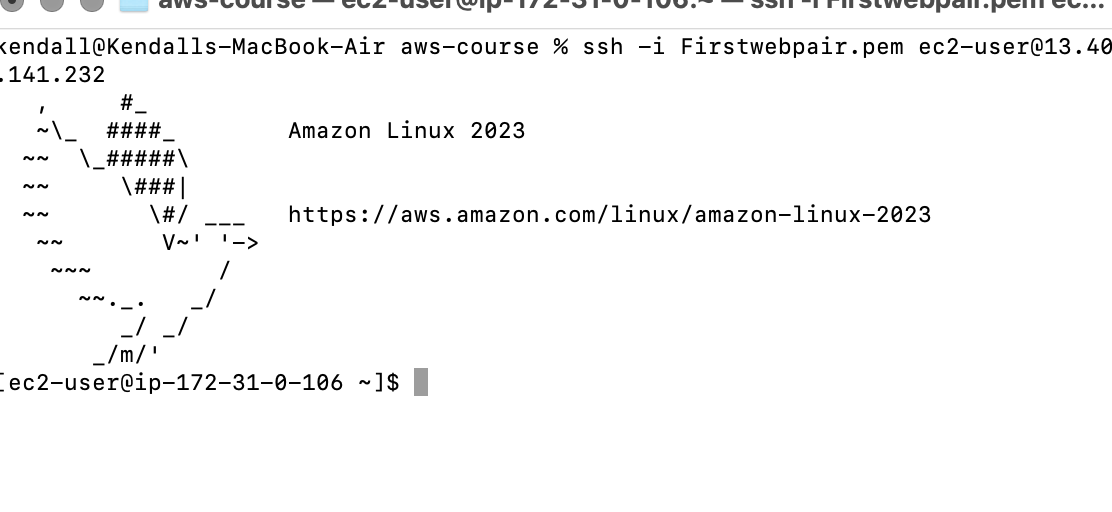 aws-course — ec2-user@ip-172-31-0-106:~ — ssh -i Firstwebpair.pem ec...
kendall@Kendalls-MacBook-Air aws-course % ssh -i Firstwebpair.pem ec2-user@13.40
.141.232
   ,     #_
   ~\_  ####_        Amazon Linux 2023
  ~~  \_#####\
  ~~     \###|
  ~~       \#/ ___   https://aws.amazon.com/linux/amazon-linux-2023
   ~~       V~' '->
    ~~~         /
      ~~._.   _/
         _/ _/
       _/m/'
[ec2-user@ip-172-31-0-106 ~]$